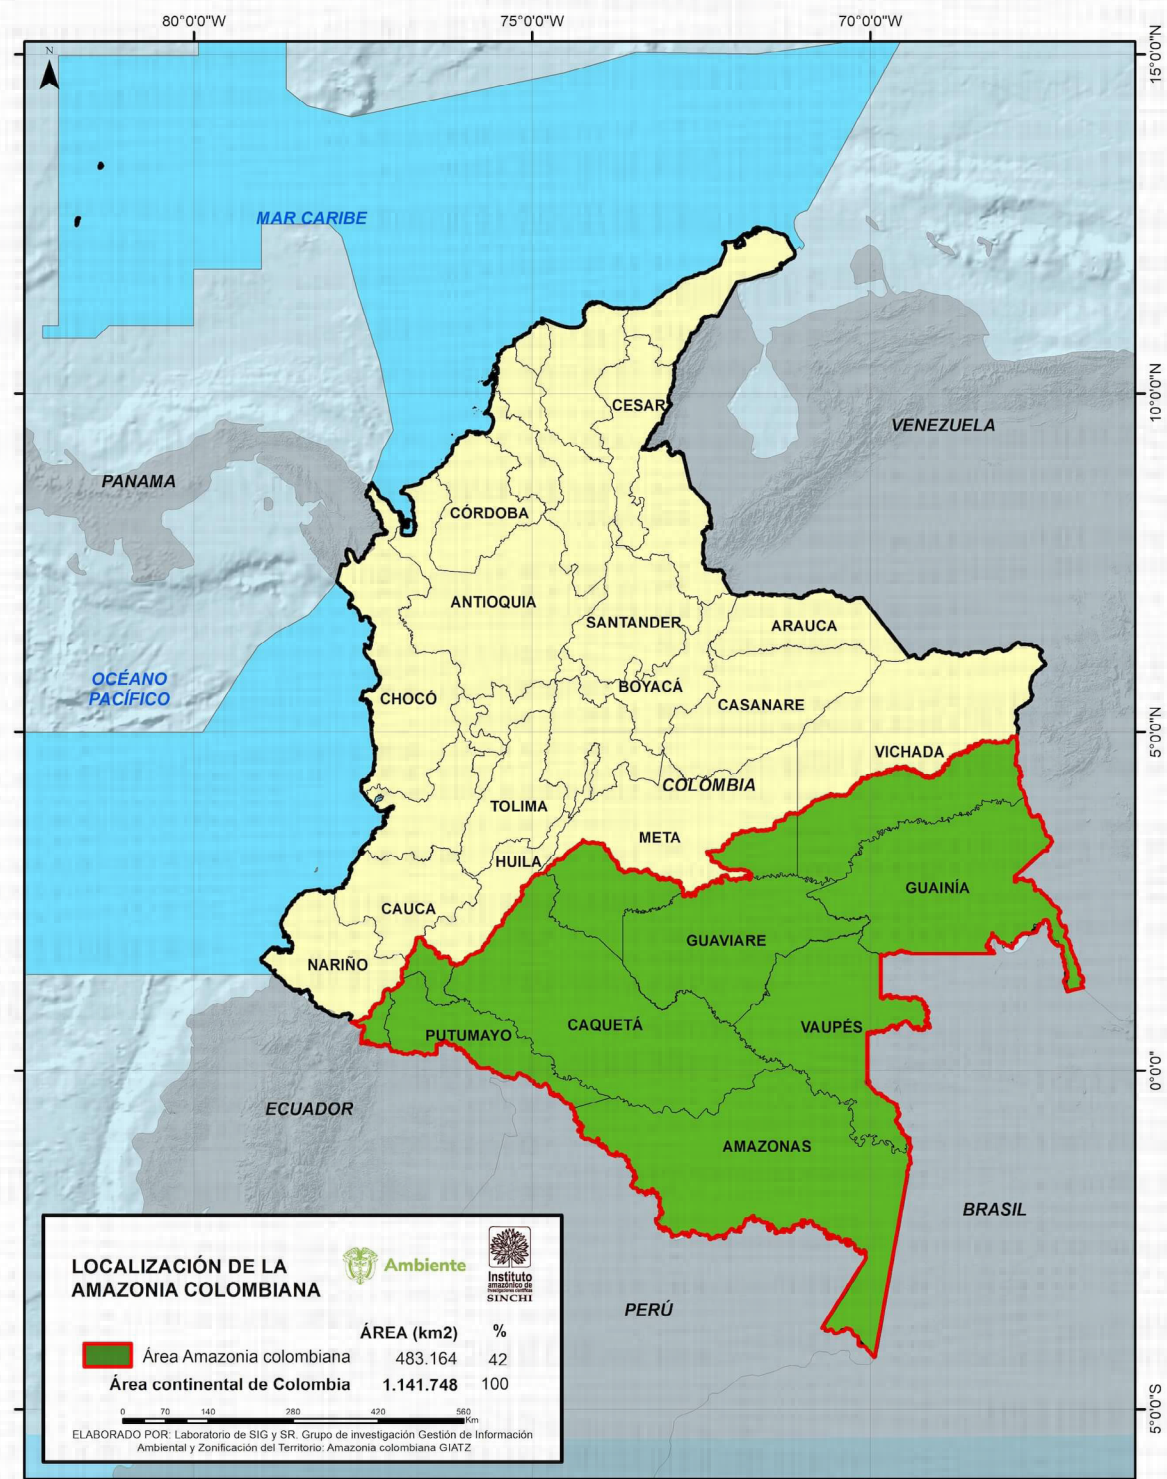 80°0'0"W
75°0'0"W
70°0'0"W
15°0'0"N
N
MAR CARIBE
10°0'0"N
CESAR
VENEZUELA
PANAMA
CÓRDOBA
ANTIOQUIA
SANTANDER
ARAUCA
OCÉANO
PACÍFICO
CHOCÓ
BOYACÁ
CASANARE
5°0'0"N
VICHADA
COLOMBIA
TOLIMA
META
HUILA
GUAINÍA
CAUCA
GUAVIARE
NARIÑO
CAQUETÁ
VAUPÉS
PUTUMAYO
0°0'0"
ECUADOR
AMAZONAS
BRASIL
PERÚ
5°0'0"S
LOCALIZACIÓN DE LA
AMAZONIA COLOMBIANA
Ambiente
Instituto
amazónico de
investigaciones científicas
SINCHI
ÁREA (km2) %
Área Amazonia colombiana 483.164 42
Área continental de Colombia 1.141.748 100
0 70 140 280 420 560
Km
ELABORADO POR: Laboratorio de SIG y SR. Grupo de investigación Gestión de Información
Ambiental y Zonificación del Territorio: Amazonia colombiana GIATZ